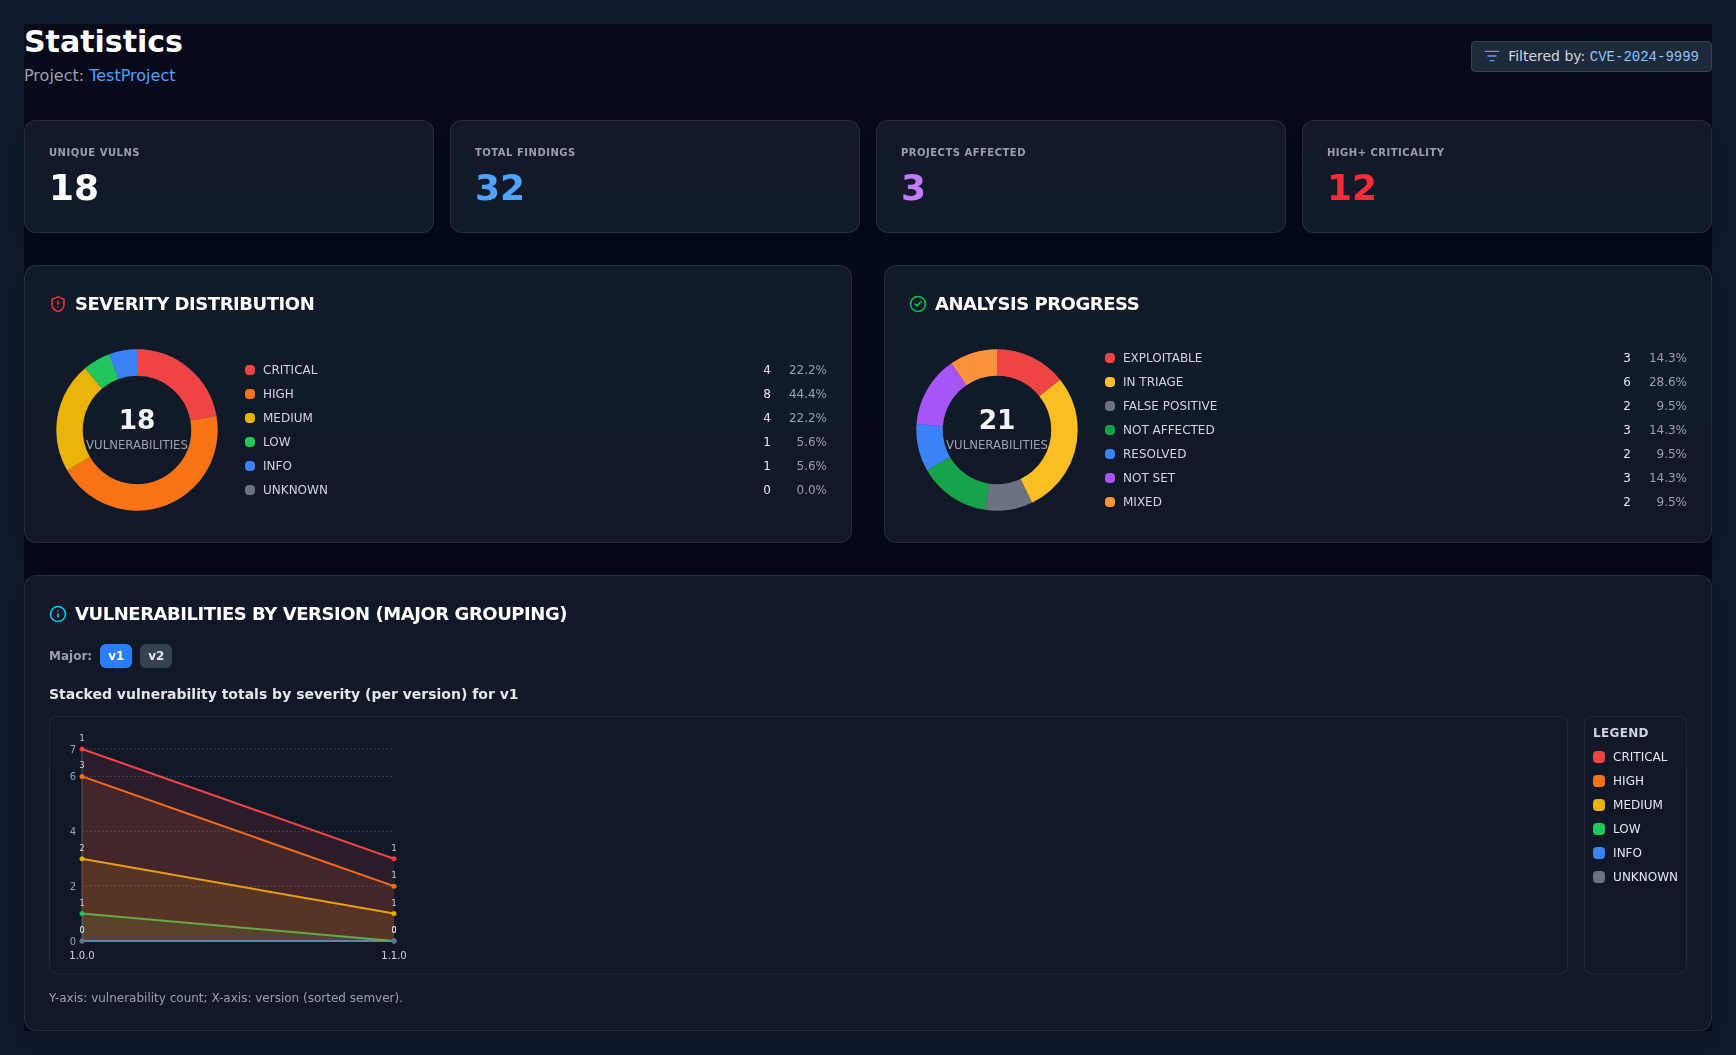 Statistics
Project: TestProject
Filtered by: CVE-2024-9999
UNIQUE VULNS
18
TOTAL FINDINGS
32
PROJECTS AFFECTED
3
HIGH+ CRITICALITY
12
SEVERITY DISTRIBUTION
18
VULNERABILITIES
CRITICAL 4 22.2%
HIGH 8 44.4%
MEDIUM 4 22.2%
LOW 1 5.6%
INFO 1 5.6%
UNKNOWN 0 0.0%
ANALYSIS PROGRESS
21
VULNERABILITIES
EXPLOITABLE 3 14.3%
IN TRIAGE 6 28.6%
FALSE POSITIVE 2 9.5%
NOT AFFECTED 3 14.3%
RESOLVED 2 9.5%
NOT SET 3 14.3%
MIXED 2 9.5%
VULNERABILITIES BY VERSION (MAJOR GROUPING)
Major: v1 v2
Stacked vulnerability totals by severity (per version) for v1
1
7
3
6
4
2 1
1
2
1 1
0 0
0
1.0.0 1.1.0
LEGEND
CRITICAL
HIGH
MEDIUM
LOW
INFO
UNKNOWN
Y-axis: vulnerability count; X-axis: version (sorted semver).